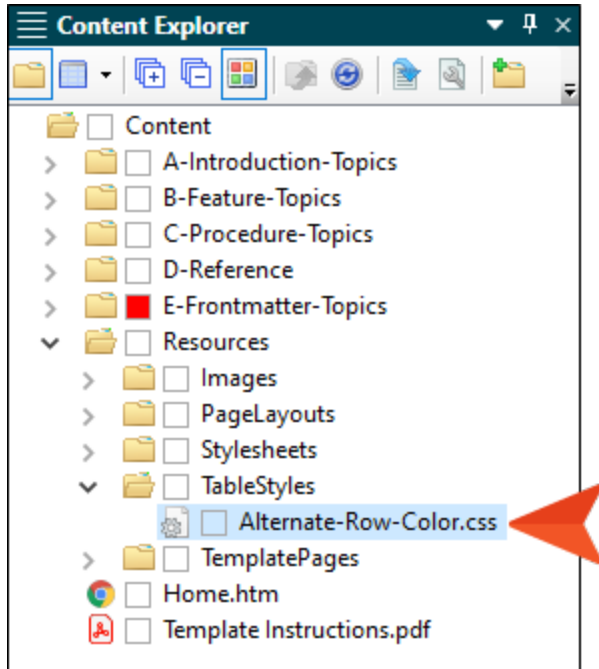 Content Explorer
Content
A-Introduction-Topics
B-Feature-Topics
C-Procedure-Topics
D-Reference
E-Frontmatter-Topics
Resources
Images
PageLayouts
Stylesheets
TableStyles
Alternate-Row-Color.css
TemplatePages
Home.htm
Template Instructions.pdf